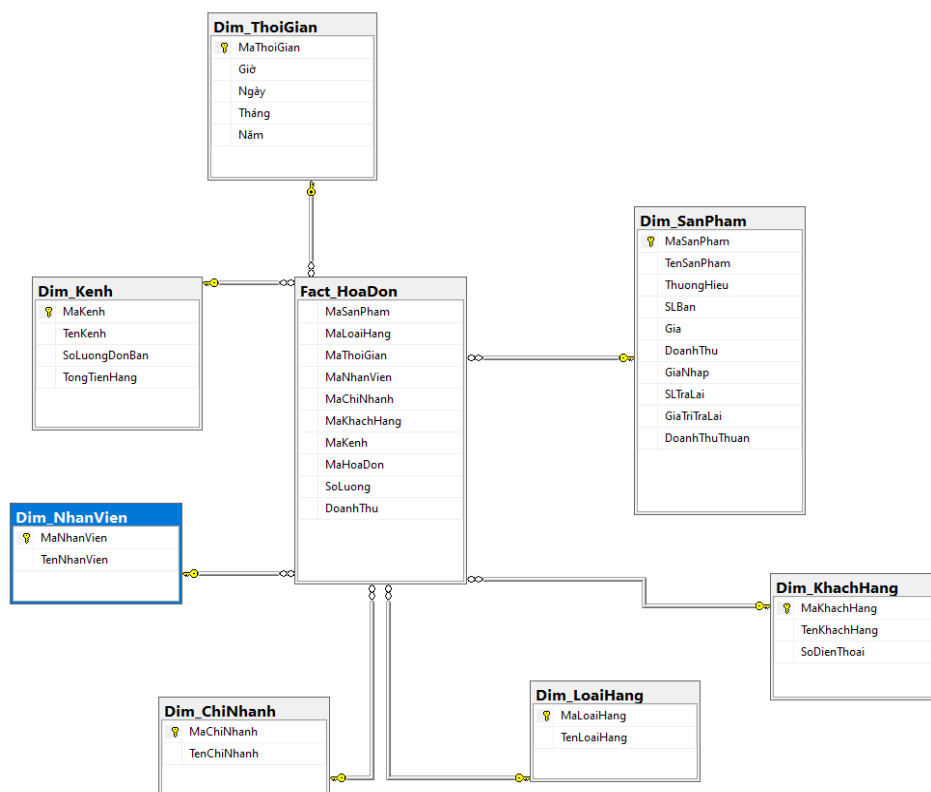 Dim_ThoiGian
MaThoiGian
Giờ
Ngày
Tháng
Năm
Dim_SanPham
MaSanPham
TenSanPham
ThuongHieu
SLBan
Gia
DoanhThu
GiaNhap
SLTraLai
GiaTriTraLai
DoanhThuThuan
Dim_Kenh
MaKenh
TenKenh
SoLuongDonBan
TongTienHang
Fact_HoaDon
MaSanPham
MaLoaiHang
MaThoiGian
MaNhanVien
MaChiNhanh
MaKhachHang
MaKenh
MaHoaDon
SoLuong
DoanhThu
Dim_NhanVien
MaNhanVien
TenNhanVien
Dim_KhachHang
MaKhachHang
TenKhachHang
SoDienThoai
Dim_ChiNhanh
MaChiNhanh
TenChiNhanh
Dim_LoaiHang
MaLoaiHang
TenLoaiHang